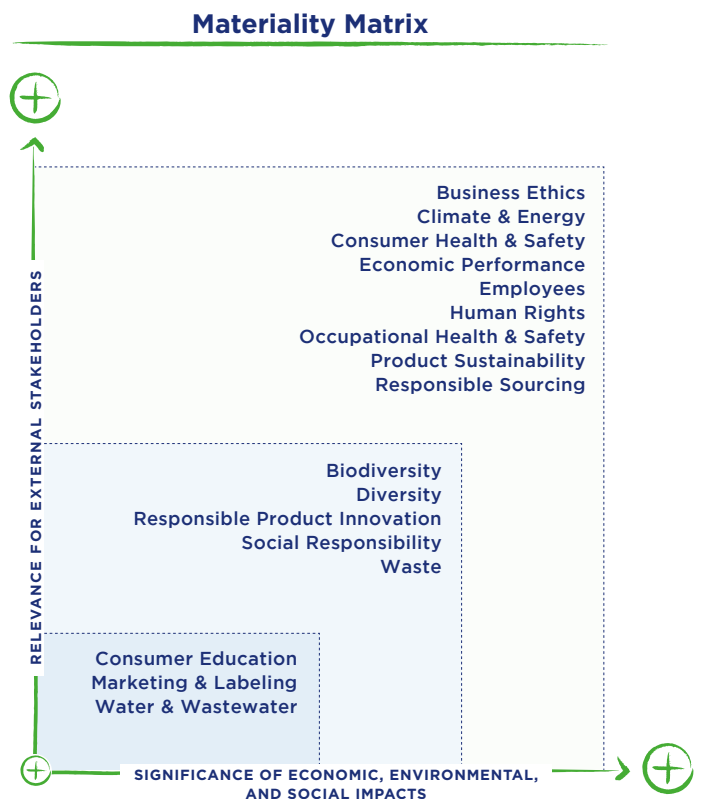 Materiality Matrix
RELEVANCE FOR EXTERNAL STAKEHOLDERS
Business Ethics
Climate & Energy
Consumer Health & Safety
Economic Performance
Employees
Human Rights
Occupational Health & Safety
Product Sustainability
Responsible Sourcing
Biodiversity
Diversity
Responsible Product Innovation
Social Responsibility
Waste
Consumer Education
Marketing & Labeling
Water & Wastewater
SIGNIFICANCE OF ECONOMIC, ENVIRONMENTAL,
AND SOCIAL IMPACTS